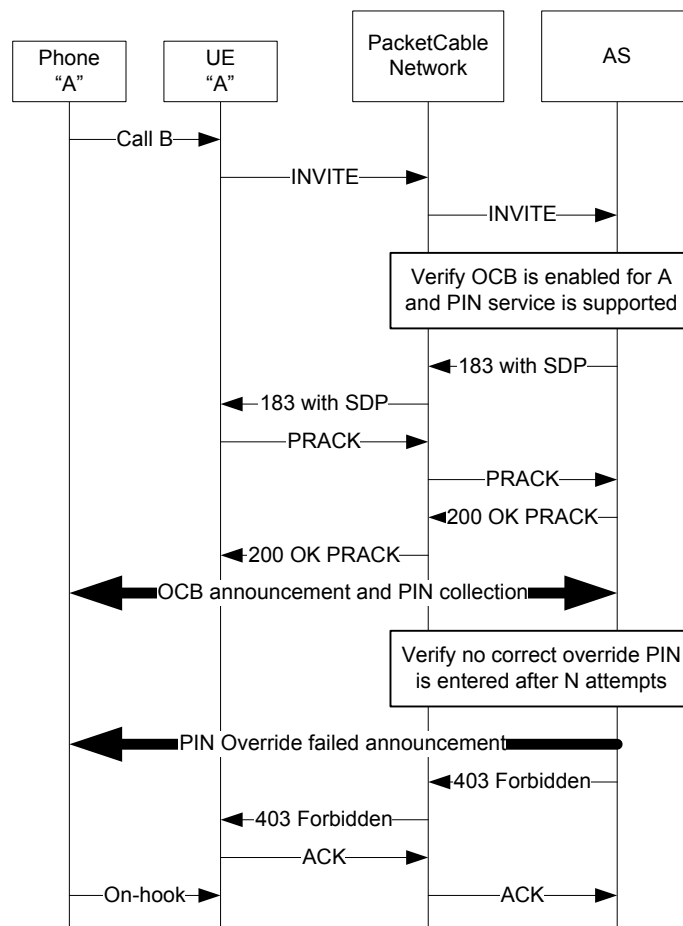 Phone
“A”
UE
“A”
PacketCable
Network
AS
Call B
INVITE
INVITE
Verify OCB is enabled for A
and PIN service is supported
183 with SDP
183 with SDP
PRACK
PRACK
200 OK PRACK
200 OK PRACK
OCB announcement and PIN collection
Verify no correct override PIN
is entered after N attempts
PIN Override failed announcement
403 Forbidden
403 Forbidden
ACK
On-hook
ACK